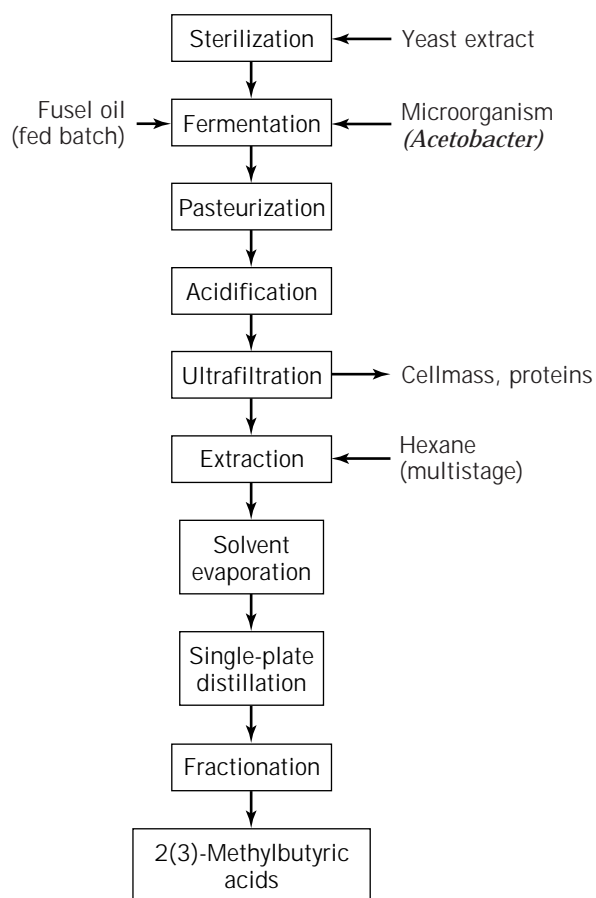 Sterilization
Yeast extract
Fusel oil
(fed batch)
Fermentation
Microorganism
(Acetobacter)
Pasteurization
Acidification
Ultrafiltration
Cellmass, proteins
Extraction
Hexane
(multistage)
Solvent
evaporation
Single-plate
distillation
Fractionation
2(3)-Methylbutyric
acids